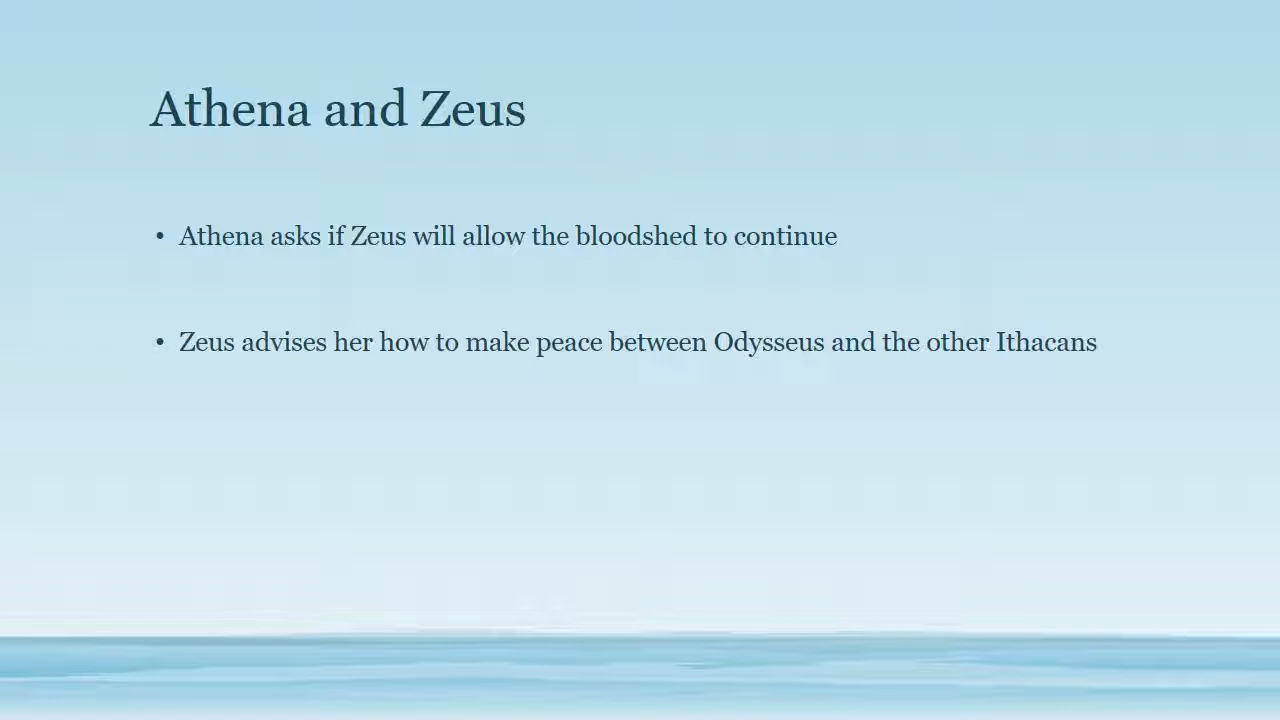 Athena and Zeus
• Athena asks if Zeus will allow the bloodshed to continue
• Zeus advises her how to make peace between Odysseus and the other Ithacans